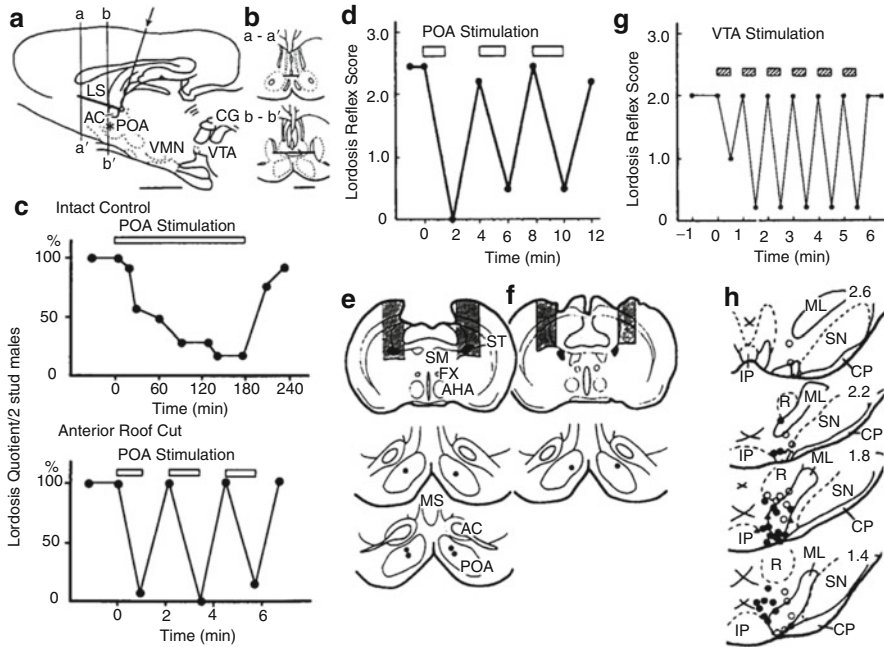 a
a b
LS
AC
POA
VMN
CG
VTA
a′
b′
b
a - a′
b - b′
c
Intact Control
POA Stimulation
%
100
50
0
0 60 120 180 240
Time (min)
Anterior Roof Cut
POA Stimulation
%
100
50
0
0 2 4 6
Time (min)
Lordosis Quotient/2 stud males
d
POA Stimulation
3.0
2.0
1.0
0
Lordosis Reflex Score
0 2 4 6 8 10 12
Time (min)
e
f
ST
SM
FX
AHA
MS
AC
POA
g
VTA Stimulation
3.0
2.0
1.0
0
Lordosis Reflex Score
–1 0 1 2 3 4 5 6
Time (min)
h
ML 2.6
SN
IP CP
R ML 2.2
SN
IP CP
R ML 1.8
SN
IP CP
R ML 1.4
SN
IP CP